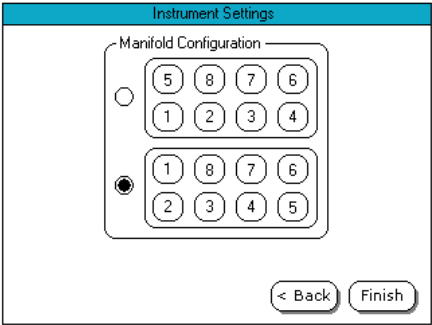 Instrument Settings
Manifold Configuration
5 8 7 6
1 2 3 4
1 8 7 6
2 3 4 5
< Back Finish